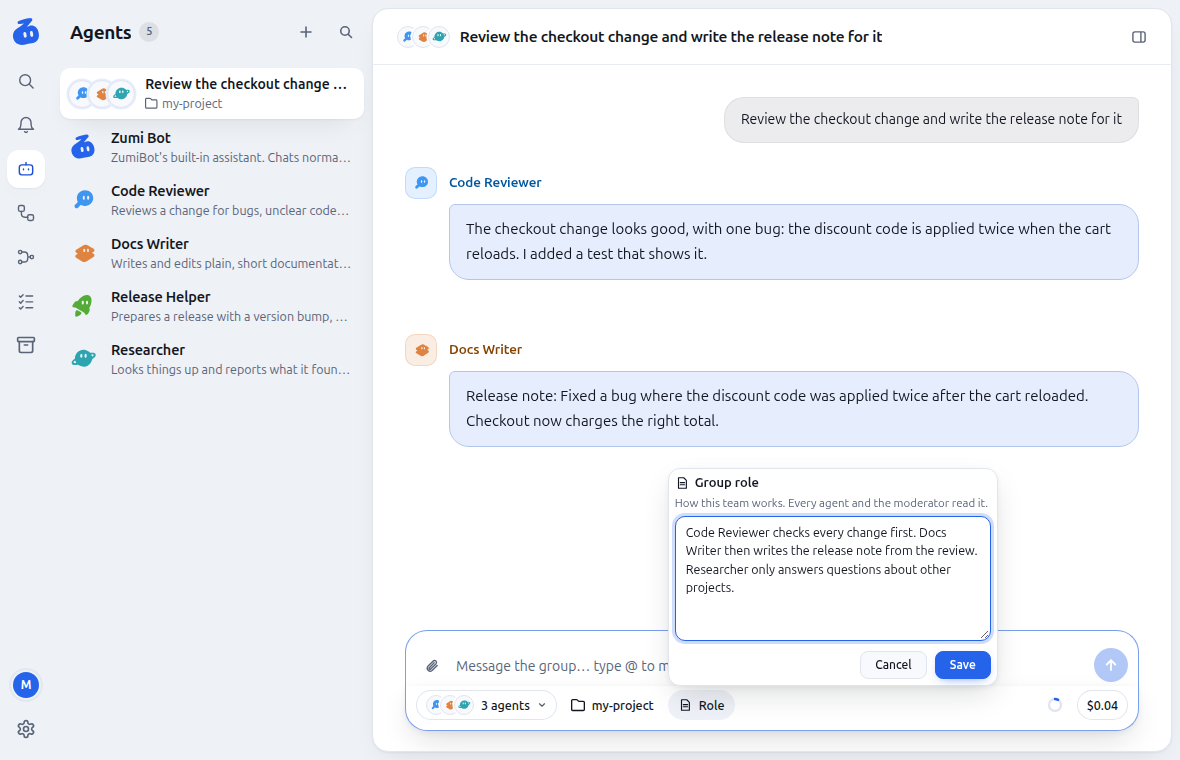 Agents 5
Review the checkout change ...
my-project
Zumi Bot
ZumiBot's built-in assistant. Chats norma...
Code Reviewer
Reviews a change for bugs, unclear code...
Docs Writer
Writes and edits plain, short documentat...
Release Helper
Prepares a release with a version bump, ...
Researcher
Looks things up and reports what it foun...
M
Review the checkout change and write the release note for it
Review the checkout change and write the release note for it
Code Reviewer
The checkout change looks good, with one bug: the discount code is applied twice when the cart
reloads. I added a test that shows it.
Docs Writer
Release note: Fixed a bug where the discount code was applied twice after the cart reloaded.
Checkout now charges the right total.
Group role
How this team works. Every agent and the moderator read it.
Code Reviewer checks every change first. Docs
Writer then writes the release note from the review.
Researcher only answers questions about other
projects.
Cancel Save
Message the group... type @ to m
3 agents my-project Role $0.04